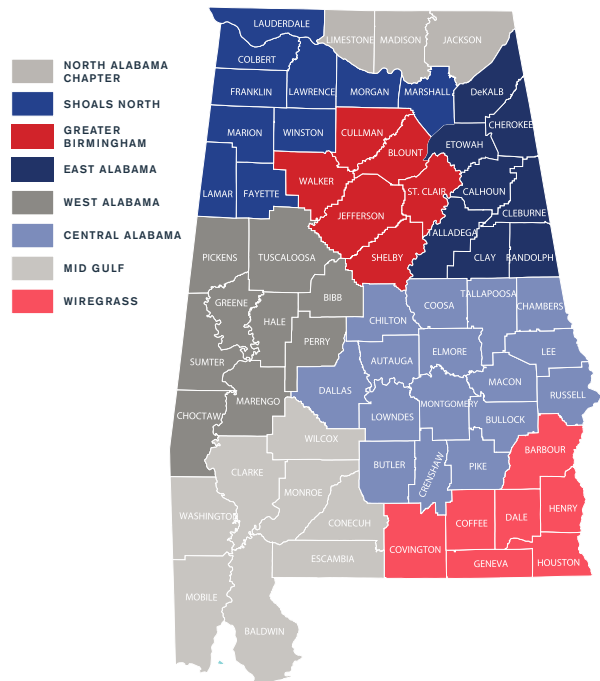 NORTH ALABAMA
CHAPTER
SHOALS NORTH
GREATER
BIRMINGHAM
EAST ALABAMA
WEST ALABAMA
CENTRAL ALABAMA
MID GULF
WIREGRASS
LAUDERDALE
LIMESTONE
MADISON
JACKSON
COLBERT
FRANKLIN
LAWRENCE
MORGAN
MARSHALL
DeKALB
CHEROKEE
MARION
WINSTON
CULLMAN
BLOUNT
ETOWAH
LAMAR
FAYETTE
WALKER
JEFFERSON
ST. CLAIR
CALHOUN
CLEBURNE
PICKENS
TUSCALOOSA
SHELBY
TALLADEGA
CLAY
RANDOLPH
GREENE
HALE
BIBB
CHILTON
COOSA
TALLAPOOSA
CHAMBERS
SUMTER
PERRY
AUTAUGA
ELMORE
LEE
CHOCTAW
MARENGO
DALLAS
LOWNDES
MONTGOMERY
MACON
BULLOCK
RUSSELL
WILCOX
CLARKE
MONROE
BUTLER
CRENSHAW
PIKE
BARBOUR
WASHINGTON
CONECUH
ESCAMBIA
COVINGTON
COFFEE
DALE
HENRY
GENEVA
HOUSTON
MOBILE
BALDWIN